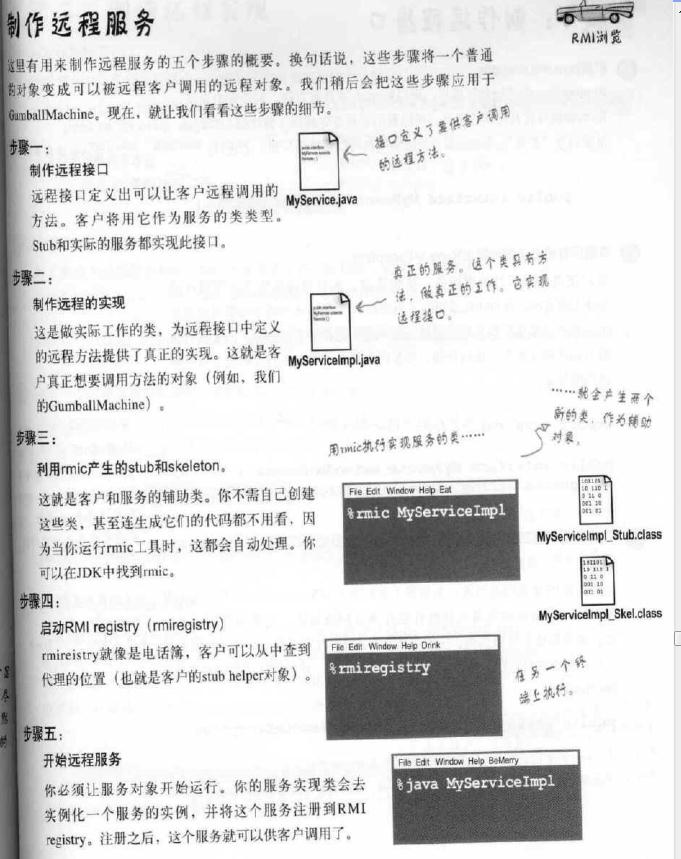 制作远程服务
RMI浏览
这里有用来制作远程服务的五个步骤的概要。换句话说，这些步骤将一个普通
的对象变成可以被远程客户调用的远程对象。我们稍后会把这些步骤应用于
GumballMachine。现在，就让我们看看这些步骤的细节。
步骤一：
制作远程接口
远程接口定义出可以让客户远程调用的
方法。客户将用它作为服务的类类型。
Stub和实际的服务都实现此接口。
MyService.java
接口定义了要供客户调用
的远程方法。
步骤二：
制作远程的实现
这是做实际工作的类，为远程接口中定义
的远程方法提供了真正的实现。这就是客
户真正想要调用方法的对象（例如，我们
的GumballMachine）。
MyServiceImpl.java
真正的服务。这个类具有方
法，做真正的工作。它实现
远程接口。
步骤三：
利用rmic产生的stub和skeleton。
这就是客户和服务的辅助类。你不需自己创建
这些类，甚至连生成它们的代码都不用看，因
为当你运行rmic工具时，这都会自动处理。你
可以在JDK中找到rmic。
用rmic执行实现服务的类……
……就会产生两个
新的类，作为辅助
对象。
File Edit Window Help Eat
%rmic MyServiceImpl
MyServiceImpl_Stub.class
MyServiceImpl_Skel.class
步骤四：
启动RMI registry（rmiregistry）
rmireistry就像是电话簿，客户可以从中查到
代理的位置（也就是客户的stub helper对象）。
File Edit Window Help Drink
%rmiregistry
在另一个终
端上执行。
步骤五：
开始远程服务
你必须让服务对象开始运行。你的服务实现类会去
实例化一个服务的实例，并将这个服务注册到RMI
registry。注册之后，这个服务就可以供客户调用了。
File Edit Window Help BeMerry
%java MyServiceImpl